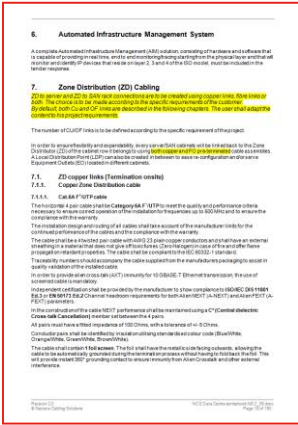 6. Automated Infrastructure Management System
A complete Automated Infrastructure Management (AIM) solution, consisting of hardware and software that
is capable of providing in real time, end to end monitoring/tracing starting from the physical layer and that will
monitor and identify IP devices that reside on layer 2, 3 and 4 of the ISO model, must be included in the
tender response.
7. Zone Distribution (ZD) Cabling
ZD to server and ZD to SAN rack connections are to be created using copper links, fibre links or
both. The choice is to be made according to the specific requirements of the customer.
By default, both Cu and OF links are described in the following chapters. The user shall adapt the
content to his project requirements.
The number of CU/OF links is to be defined according to the specific requirement of the project.
In order to ensure flexibility and expandability, every server/SAN cabinets will be linked back to the Zone
Distributor (ZD) of the cabinet row it belongs to using both copper and FO pre-terminated cable assemblies.
A Local Distribution Point (LDP) can also be created in between to ease re-configuration and/or serve
Equipment Outlets (EO) located in different cabinets.
7.1. ZD copper links (Termination onsite)
7.1.1. Copper Zone Distribution cable
7.1.1.1. Cat.6A F¹/UTP cable
The horizontal 4 pair cable shall be Category 6A F¹/UTP to meet the quality and performance criteria
necessary to ensure correct operation of the installation for frequencies up to 500 MHz and to ensure the
compliance with the warranty.
The installation design and routing of all cables shall take account of the manufacturer limits for the
continued performance of the cables and the compliance with the warranty.
The cable shall be a 4 twisted pair cable with AWG 23 plain copper conductors and shall have an external
sheathing in a material that does not give off toxic fumes (Zero Halogen) in case of fire and offer flame
propagation resistant properties. The cable shall be compliant to the IEC 60332-1 standard.
Traceability numbers should accompany the cable supplied from the manufacturers packaging to assist in
quality validation of the installed cable.
In order to provide alien cross talk (AXT) immunity for 10 GBASE-T Ethernet transmission, the use of
screened cable is mandatory.
Independent certification shall be provided by the manufacturer to show compliance to ISO/IEC DIS 11801
Ed.3 or EN 50173 Ed.2 Channel headroom requirements for both Alien NEXT (A-NEXT) and Alien FEXT (A-
FEXT) parameters.
In the construction of the cable NEXT performance shall be maintained using a C³ (Control dielectric
Cross-talk Cancellation) member set between the 4 pairs.
All pairs must have a fitted impedance of 100 Ohms, with a tolerance of +/- 5 Ohms.
Conductor pairs shall be identified by insulation utilising standardised colour code (Blue/White,
Orange/White, Green/White, Brown/White).
The cable shall contain 1 foil screen. The foil shall have the metallic side facing outwards, allowing the
cable to be automatically grounded during the termination process without having to fold back the foil. This
will provide instant 360° grounding contact to ensure immunity from Alien Crosstalk and other external
interference.